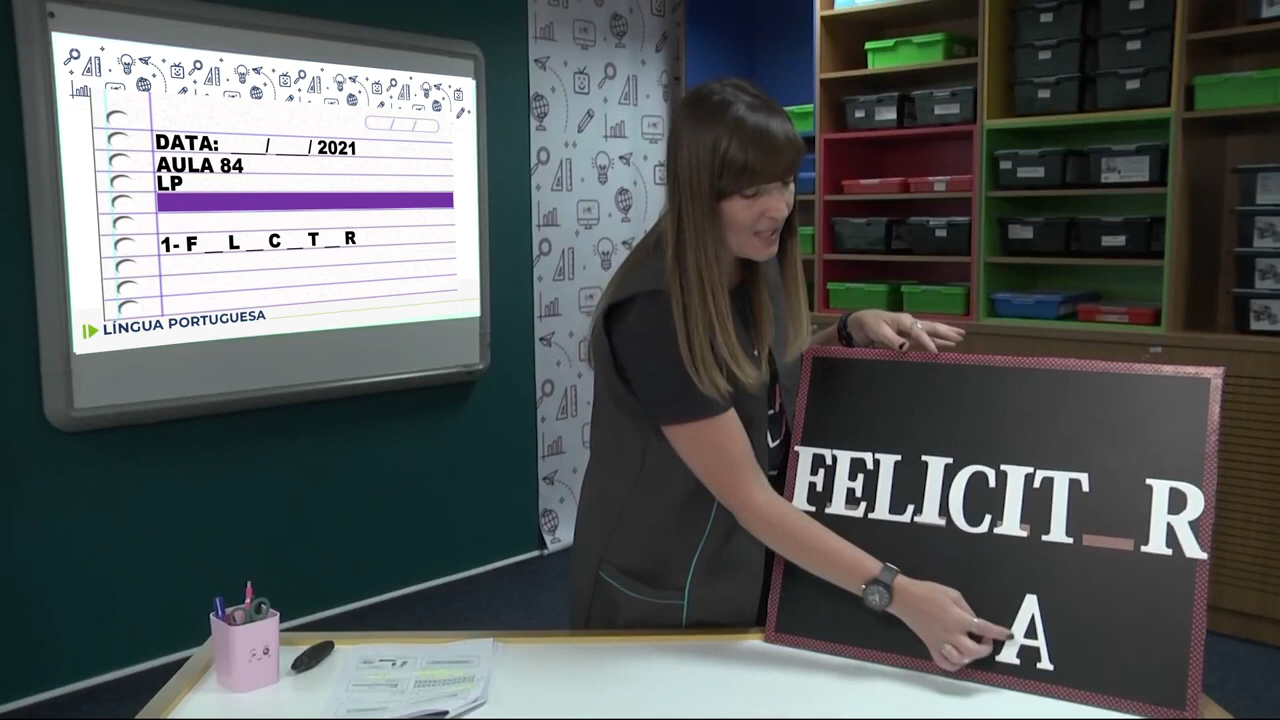 DATA: ___/ ___/ 2021
AULA 84
LP
1- F __ L __ C __ T __ R
LÍNGUA PORTUGUESA
FELICIT_R
A